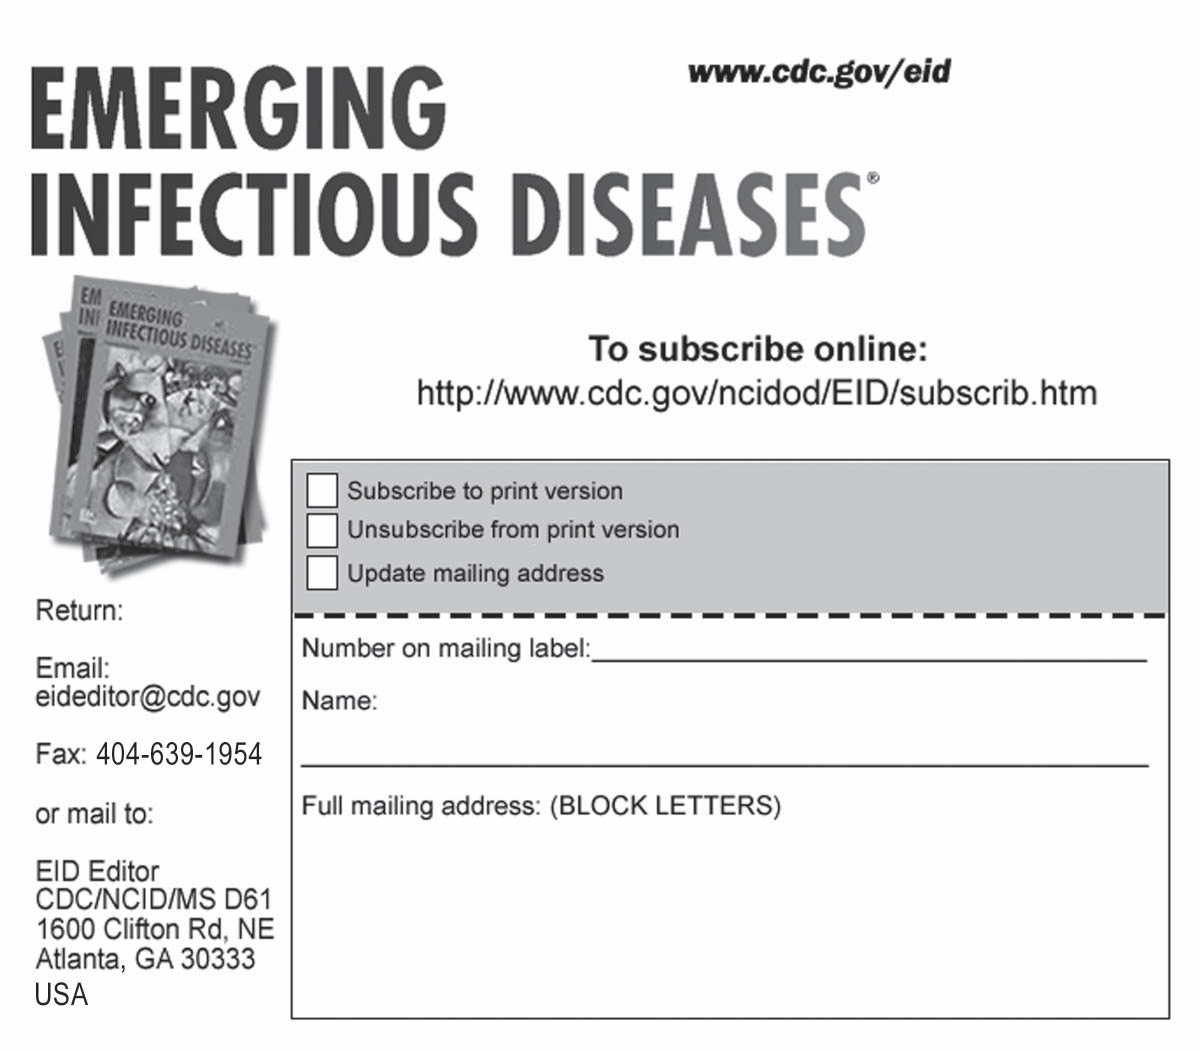 www.cdc.gov/eid
EMERGING
INFECTIOUS DISEASES®
EM
IN
EMERGING
INFECTIOUS DISEASES
To subscribe online:
http://www.cdc.gov/ncidod/EID/subscrib.htm
Subscribe to print version
Unsubscribe from print version
Update mailing address
Return:
Email:
eideditor@cdc.gov
Fax: 404-639-1954
or mail to:
EID Editor
CDC/NCID/MS D61
1600 Clifton Rd, NE
Atlanta, GA 30333
USA
Number on mailing label:
Name:
Full mailing address: (BLOCK LETTERS)